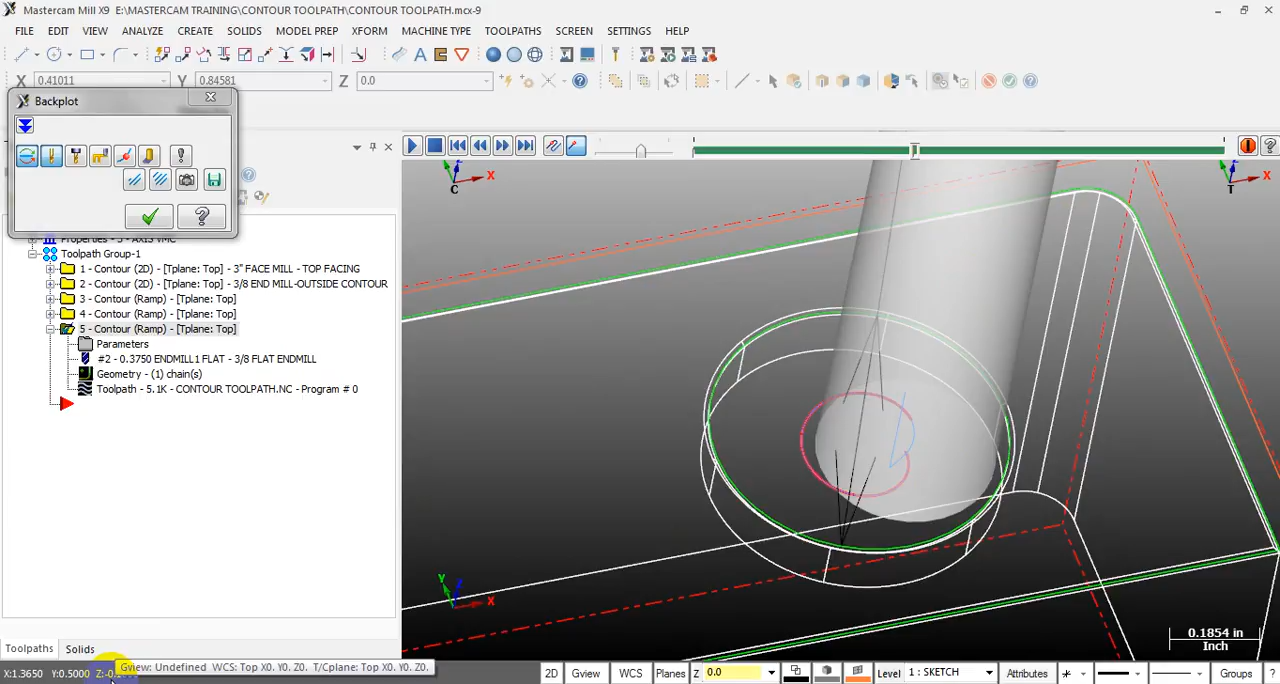 Mastercam Mill X9 E:\MASTERCAM TRAINING\CONTOUR TOOLPATH\CONTOUR TOOLPATH.mcx-9
FILE EDIT VIEW ANALYZE CREATE SOLIDS MODEL PREP XFORM MACHINE TYPE TOOLPATHS SCREEN SETTINGS HELP
X 0.41011 Y 0.84581 Z 0.0
Backplot
C X
T X
Toolpath Group-1
1 - Contour (2D) - [Tplane: Top] - 3" FACE MILL - TOP FACING
2 - Contour (2D) - [Tplane: Top] - 3/8 END MILL-OUTSIDE CONTOUR
3 - Contour (Ramp) - [Tplane: Top]
4 - Contour (Ramp) - [Tplane: Top]
5 - Contour (Ramp) - [Tplane: Top]
Parameters
#2 - 0.3750 ENDMILL1 FLAT - 3/8 FLAT ENDMILL
Geometry - (1) chain(s)
Toolpath - 5.1K - CONTOUR TOOLPATH.NC - Program # 0
Y
X
0.1854 in
Inch
Toolpaths Solids
Gview: Undefined WCS: Top X0. Y0. Z0. T/Cplane: Top X0. Y0. Z0.
X:1.3650 Y:0.5000 2D Gview WCS Planes Z 0.0 Level 1 : SKETCH Attributes Groups ?